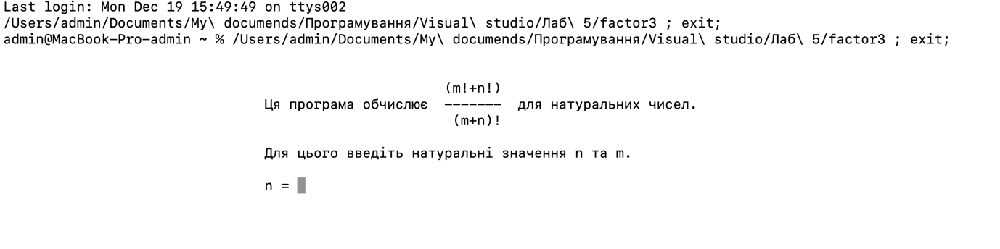 Last login: Mon Dec 19 15:49:49 on ttys002
/Users/admin/Documents/My\ documends/Програмування/Visual\ studio/Лаб\ 5/factor3 ; exit;
admin@MacBook-Pro-admin ~ % /Users/admin/Documents/My\ documends/Програмування/Visual\ studio/Лаб\ 5/factor3 ; exit;
(m!+n!)
Ця програма обчислює ------- для натуральних чисел.
(m+n)!
Для цього введіть натуральні значення n та m.
n =